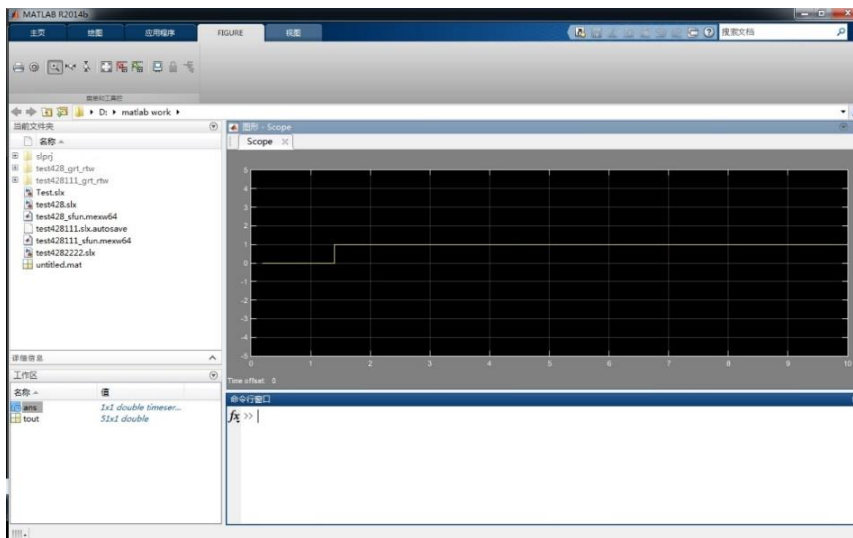 MATLAB R2014b
主页 绘图 应用程序 FIGURE 视图
搜索文档
D: ▸ matlab work ▸
当前文件夹
名称
slprj
test428_grt_rtw
test428111_grt_rtw
Test.slx
test428.slx
test428_sfun.mexw64
test428111.slx.autosave
test428111_sfun.mexw64
test4282222.slx
untitled.mat
详细信息
工作区
名称 值
ans 1x1 double timeser...
tout 51x1 double
图形 - Scope
Scope
5
4
3
2
1
0
-1
-2
-3
-4
-5
0 1 2 3 4 5 6 7 8 9 10
Time offset: 0
命令行窗口
fx >>